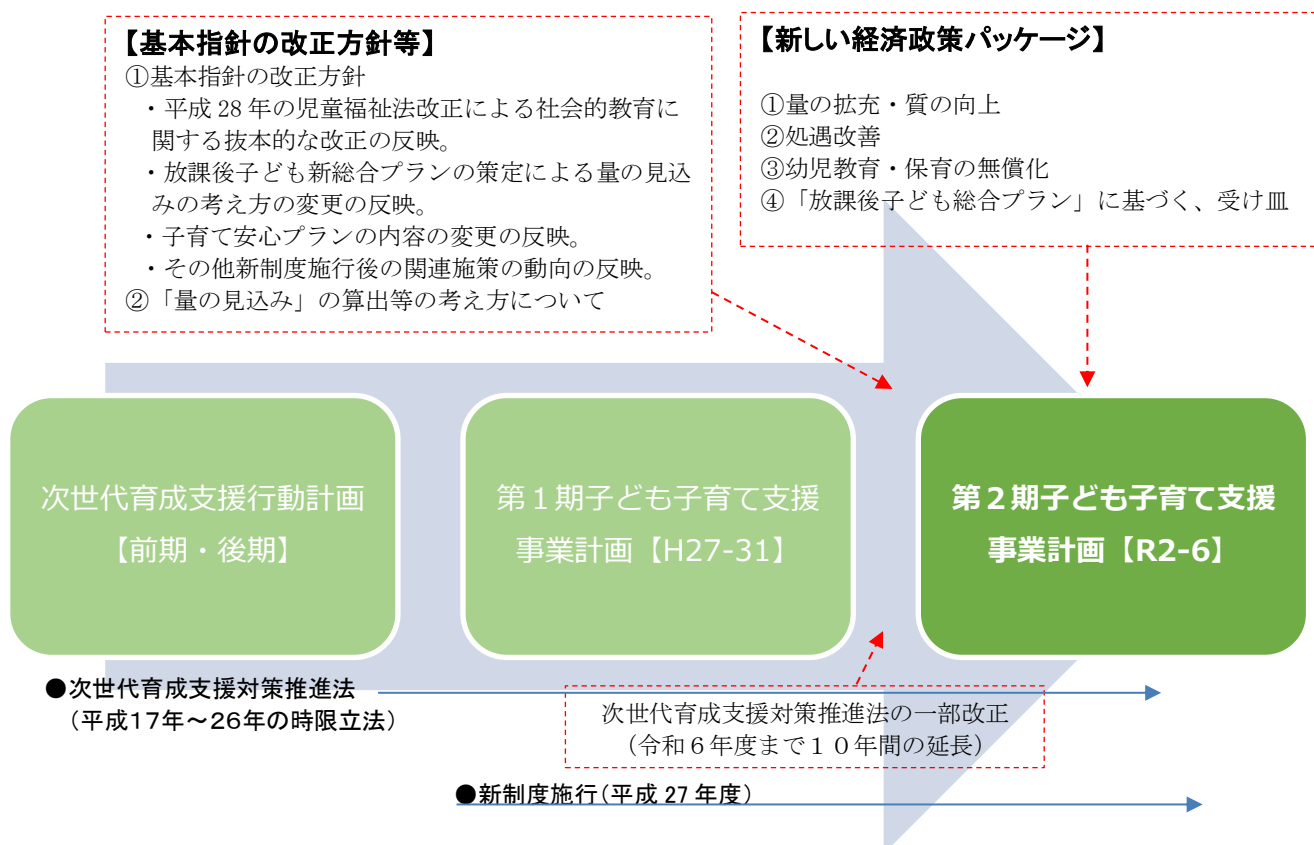 【基本指針の改正方針等】
①基本指針の改正方針
・平成 28 年の児童福祉法改正による社会的教育に
関する抜本的な改正の反映。
・放課後子ども新総合プランの策定による量の見込
みの考え方の変更の反映。
・子育て安心プランの内容の変更の反映。
・その他新制度施行後の関連施策の動向の反映。
②「量の見込み」の算出等の考え方について
【新しい経済政策パッケージ】
①量の拡充・質の向上
②処遇改善
③幼児教育・保育の無償化
④「放課後子ども総合プラン」に基づく、受け皿
次世代育成支援行動計画
【前期・後期】
第1期子ども子育て支援
事業計画【H27-31】
第2期子ども子育て支援
事業計画【R2-6】
●次世代育成支援対策推進法
（平成17年～26年の時限立法）
次世代育成支援対策推進法の一部改正
（令和６年度まで１０年間の延長）
●新制度施行（平成 27 年度）